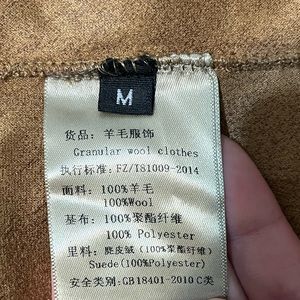 M
货品：羊毛服饰
Granular wool clothes
执行标准：FZ/T81009-2014
面料：100%羊毛
100%Wool
基布：100%聚酯纤维
100% Polyester
里料：麂皮绒（100%聚酯纤维）
Suede(100%Polyester)
安全类别：GB18401-2010 C类